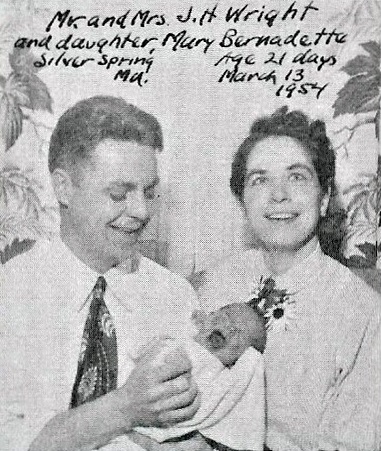 Mr. and Mrs. J.H Wright
and daughter, Mary Bernadette
Silver Spring Age 21 days
Md. March 13
1954